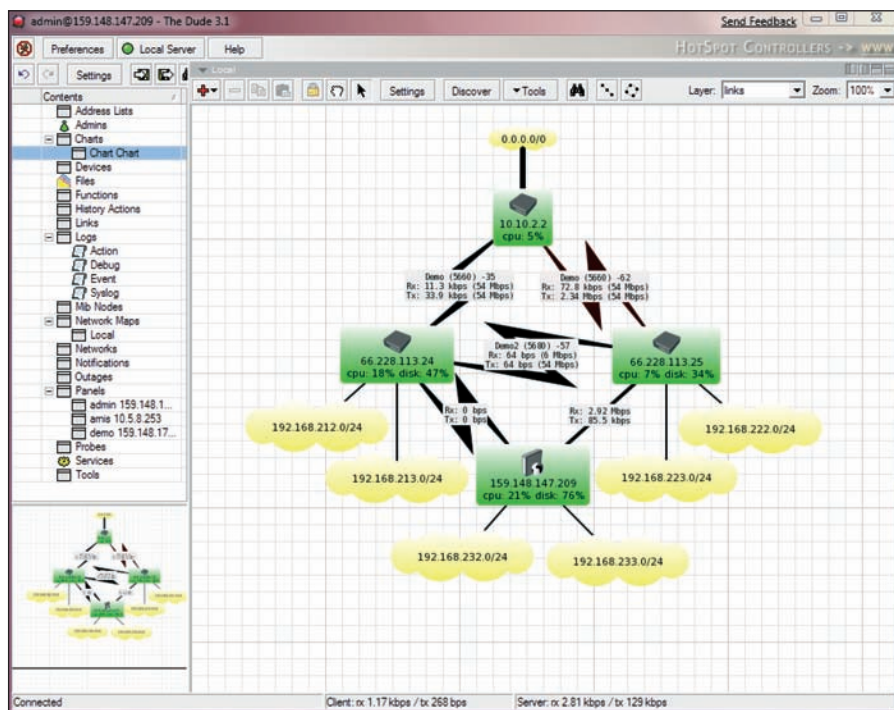 admin@159.148.147.209 - The Dude 3.1
Send Feedback
Preferences
Local Server
Help
HotSpot Controllers -> www
Settings
Local
Settings
Discover
Tools
Layer: links
Zoom: 100%
Contents
Address Lists
Admins
Charts
Chart Chart
Devices
Files
Functions
History Actions
Links
Logs
Action
Debug
Event
Syslog
Mib Nodes
Network Maps
Local
Networks
Notifications
Outages
Panels
admin 159.148.1...
amis 10.5.8.253
demo 159.148.17...
Probes
Services
Tools
0.0.0.0/0
10.10.2.2
cpu: 5%
Demo (5660) -35
Rx: 11.3 kbps (54 Mbps)
Tx: 33.9 kbps (54 Mbps)
Demo (5660) -62
Rx: 72.8 kbps (54 Mbps)
Tx: 2.34 Mbps (54 Mbps)
66.228.113.24
cpu: 18% disk: 47%
Demo2 (5680) -57
Rx: 64 bps (6 Mbps)
Tx: 64 bps (54 Mbps)
66.228.113.25
cpu: 7% disk: 34%
Rx: 0 bps
Tx: 0 bps
Rx: 2.92 Mbps
Tx: 85.5 kbps
192.168.212.0/24
192.168.222.0/24
192.168.213.0/24
192.168.223.0/24
159.148.147.209
cpu: 21% disk: 76%
192.168.232.0/24
192.168.233.0/24
Connected
Client: rx 1.17 kbps / tx 268 bps
Server: rx 2.81 kbps / tx 129 kbps